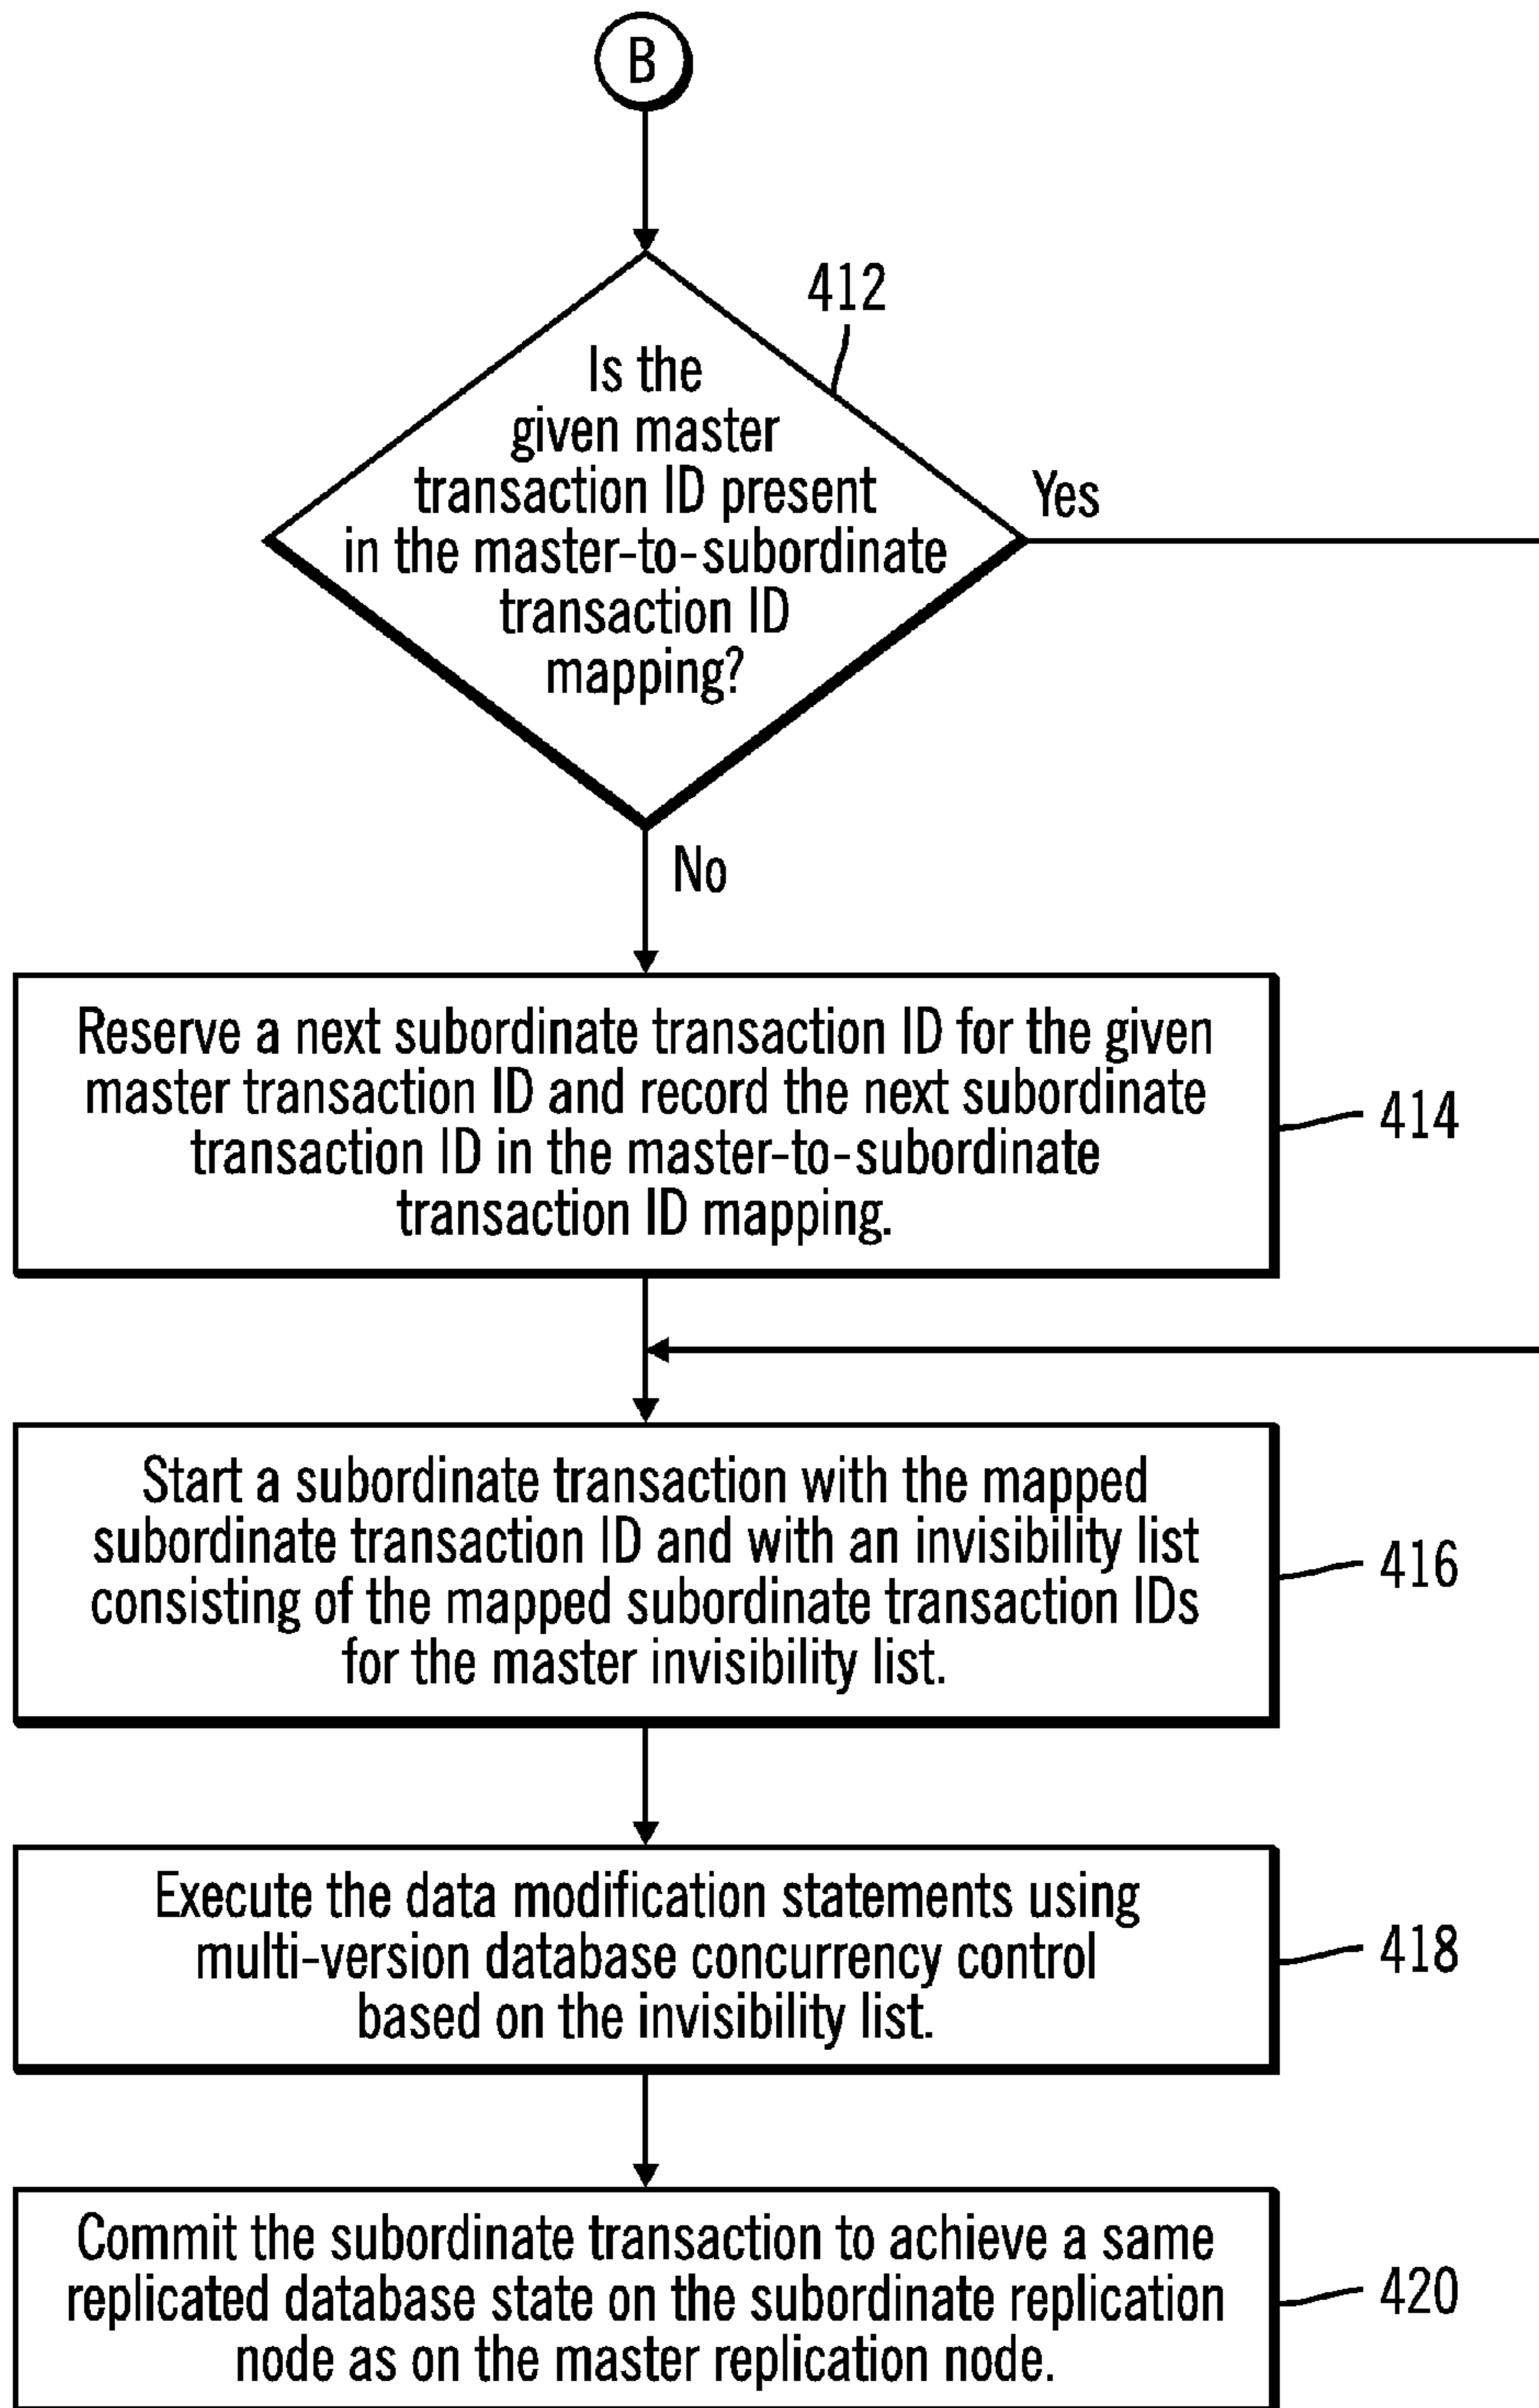 B
412
Is the
given master
transaction ID present
in the master-to-subordinate
transaction ID
mapping?
Yes
No
Reserve a next subordinate transaction ID for the given
master transaction ID and record the next subordinate
transaction ID in the master-to-subordinate
transaction ID mapping.
414
Start a subordinate transaction with the mapped
subordinate transaction ID and with an invisibility list
consisting of the mapped subordinate transaction IDs
for the master invisibility list.
416
Execute the data modification statements using
multi-version database concurrency control
based on the invisibility list.
418
Commit the subordinate transaction to achieve a same
replicated database state on the subordinate replication
node as on the master replication node.
420